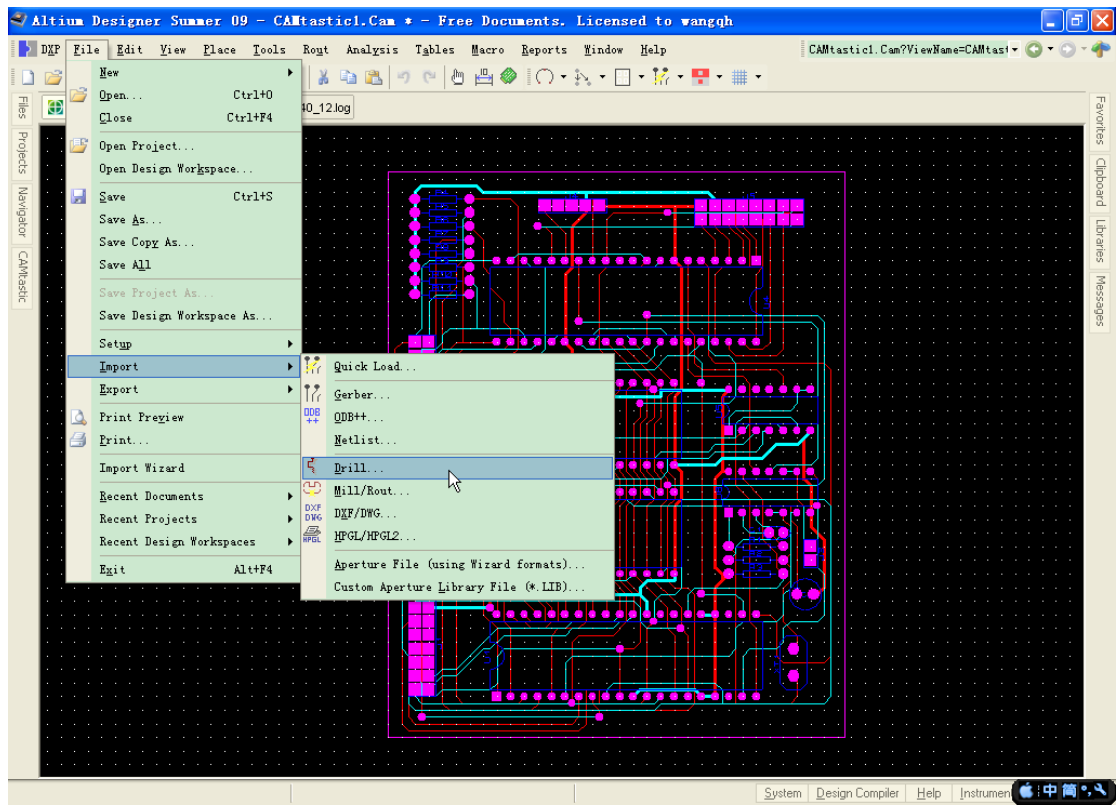 Altium Designer Summer 09 - CAMtastic1.Cam * - Free Documents. Licensed to wangqh
DXP File Edit View Place Tools Rout Analysis Tables Macro Reports Window Help
CAMtastic1.Cam?ViewName=CAMtast
40_12.log
New
Open... Ctrl+O
Close Ctrl+F4
Open Project...
Open Design Workspace...
Save Ctrl+S
Save As...
Save Copy As...
Save All
Save Project As...
Save Design Workspace As...
Setup
Import
Export
Print Preview
Print...
Import Wizard
Recent Documents
Recent Projects
Recent Design Workspaces
Exit Alt+F4
Quick Load...
Gerber...
ODB++...
Netlist...
Drill...
Mill/Rout...
DXF/DWG...
HPGL/HPGL2...
Aperture File (using Wizard formats)...
Custom Aperture Library File (*.LIB)...
ODB
++
DXF
DWG
HPGL
Files
Projects
Navigator
CAMtastic
Favorites
Clipboard
Libraries
Messages
System Design Compiler Help Instrumen
中 简